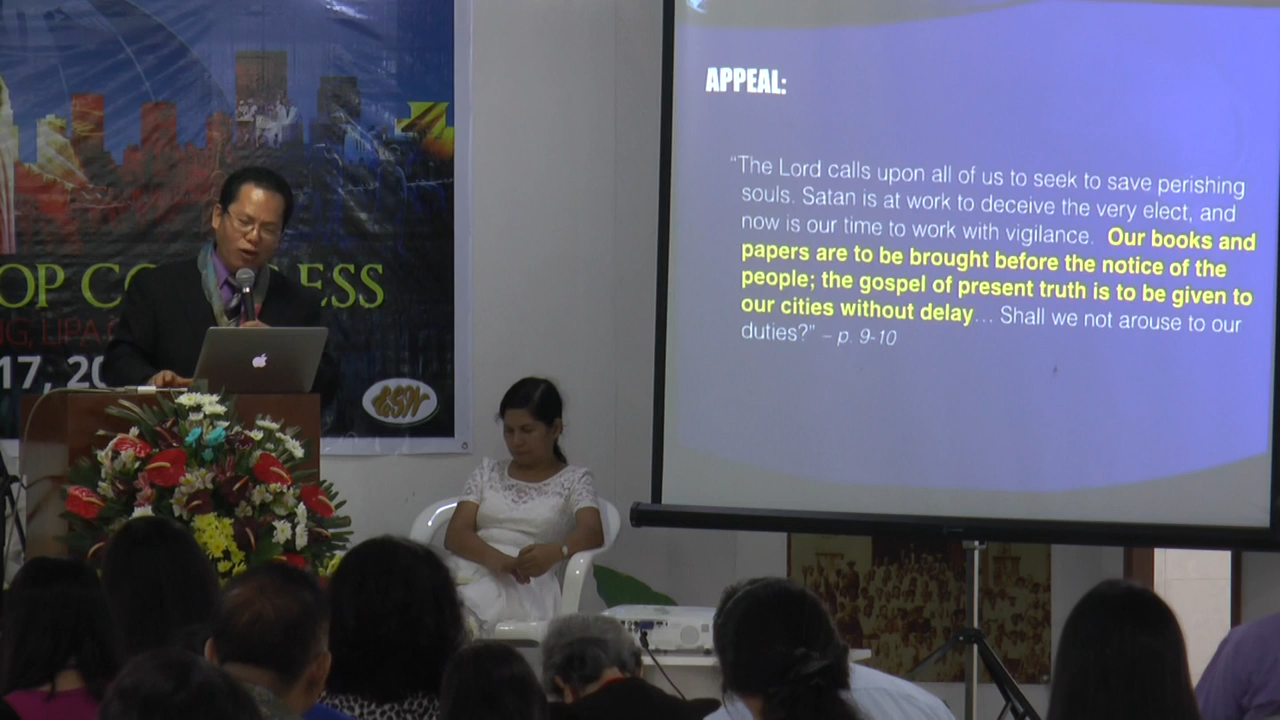 APPEAL:
“The Lord calls upon all of us to seek to save perishing
souls. Satan is at work to deceive the very elect, and
now is our time to work with vigilance. Our books and
papers are to be brought before the notice of the
people; the gospel of present truth is to be given to
our cities without delay… Shall we not arouse to our
duties?” – p. 9-10
OP CO ESS
NG, LIPA
17, 20